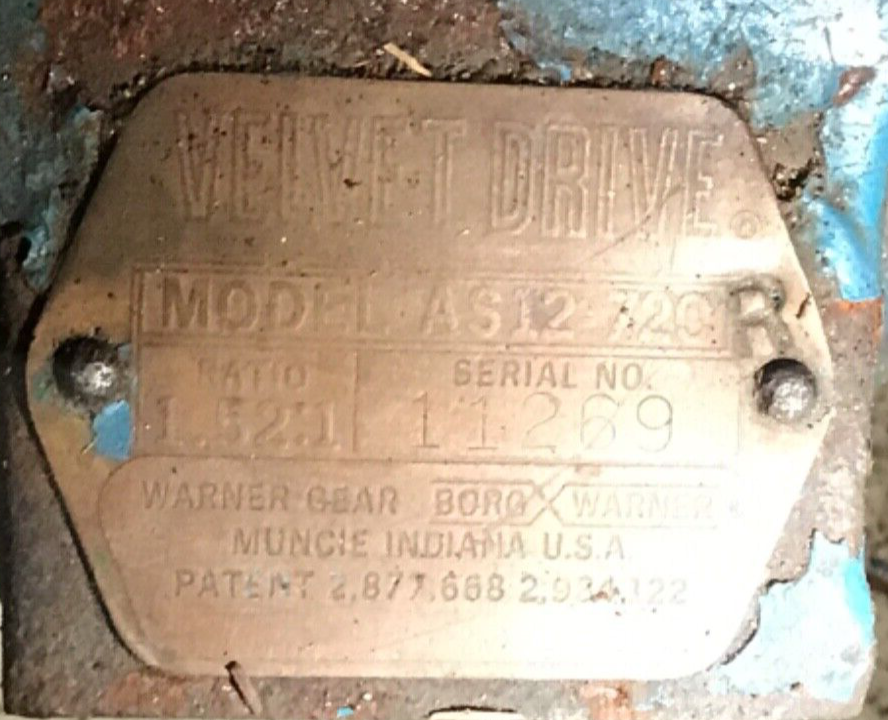 VELVET DRIVE®
MODEL AS12-72C R
RATIO SERIAL NO.
1.52:1 11269
WARNER GEAR BORG WARNER
MUNCIE INDIANA U.S.A.
PATENT 2,877,668 2,934,122